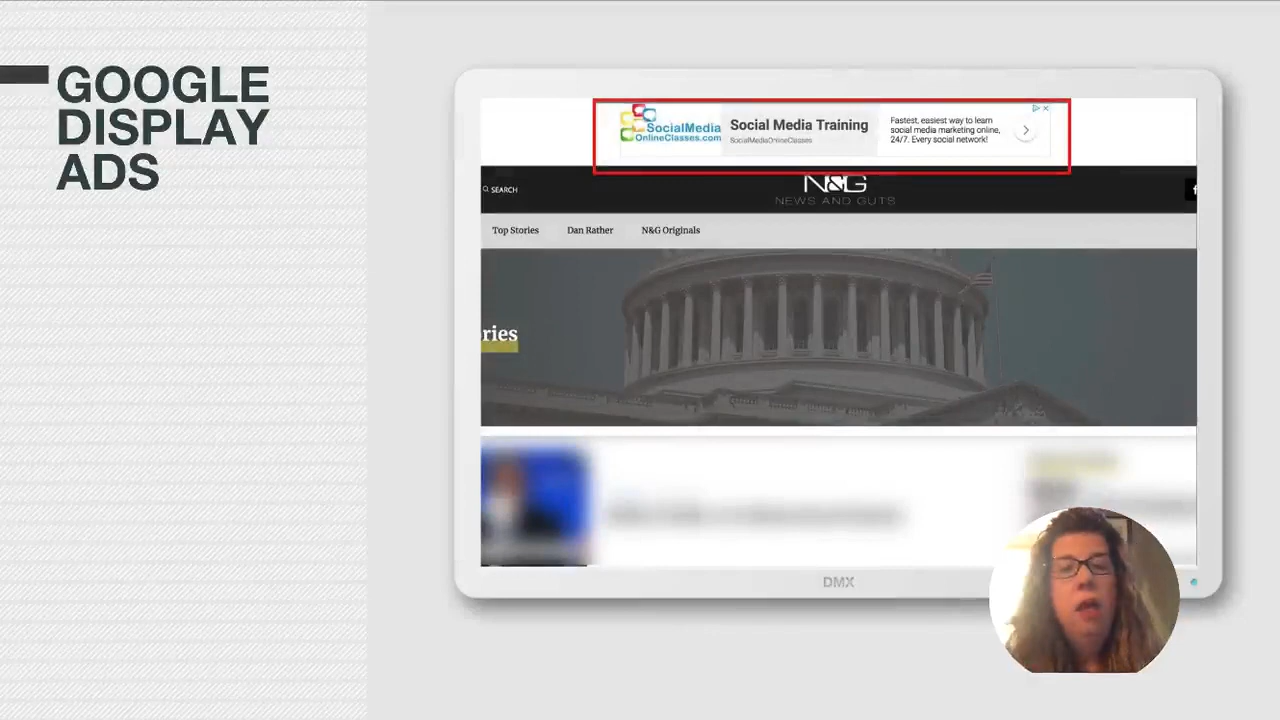 GOOGLE
DISPLAY
ADS
SocialMedia
OnlineClasses.com
Social Media Training
SocialMediaOnlineClasses
Fastest, easiest way to learn
social media marketing online,
24/7. Every social network!
SEARCH
N&G
NEWS AND GUTS
f
Top Stories
Dan Rather
N&G Originals
ries
DMX